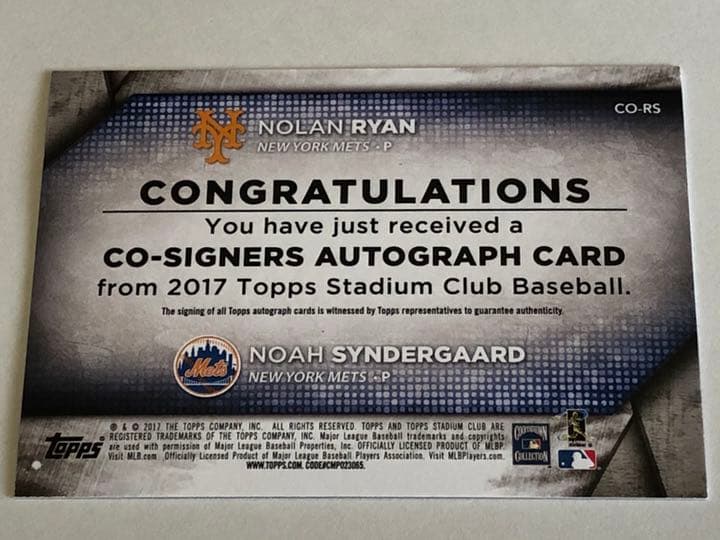 CO-RS
NY NOLAN RYAN
NEW YORK METS • P
CONGRATULATIONS
You have just received a
CO-SIGNERS AUTOGRAPH CARD
from 2017 Topps Stadium Club Baseball.
The signing of all Topps autograph cards is witnessed by Topps representatives to guarantee authenticity.
Mets NOAH SYNDERGAARD
NEW YORK METS • P
topps
® & © 2017 THE TOPPS COMPANY, INC. ALL RIGHTS RESERVED. TOPPS AND TOPPS STADIUM CLUB ARE
REGISTERED TRADEMARKS OF THE TOPPS COMPANY, INC. Major League Baseball trademarks and copyrights
are used with permission of Major League Baseball Properties, Inc. OFFICIALLY LICENSED PRODUCT OF MLBP.
Visit MLB.com. Officially Licensed Product of Major League Baseball Players Association. Visit MLBPlayers.com.
WWW.TOPPS.COM. CODE#CMP023065.
COLLECTION